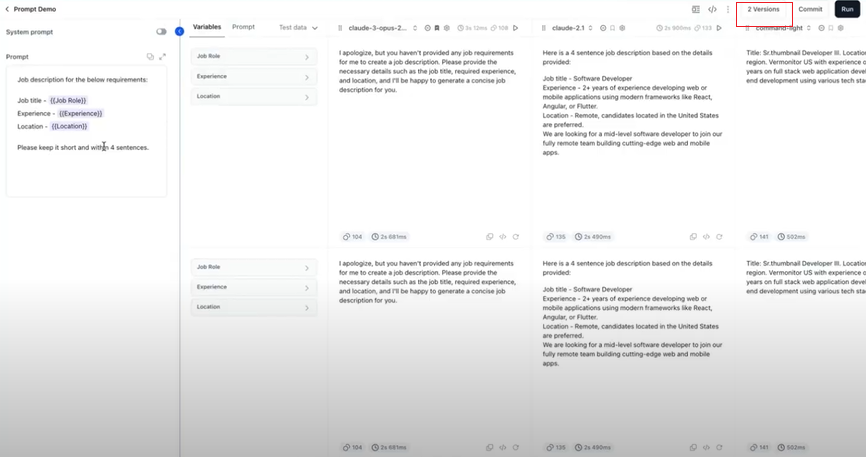 Prompt Demo
2 Versions
Commit
Run
System prompt
Prompt
Job description for the below requirements:
Job title - {{Job Role}}
Experience - {{Experience}}
Location - {{Location}}
Please keep it short and within 4 sentences.
Variables
Prompt
Test data
Job Role
Experience
Location
claude-3-opus-2...
3s 12ms
108
I apologize, but you haven't provided any job requirements
for me to create a job description. Please provide the
necessary details such as the job title, required experience,
and location, and I'll be happy to generate a concise job
description for you.
104
2s 681ms
claude-2.1
2s 900ms
133
Here is a 4 sentence job description based on the details
provided:
Job title - Software Developer
Experience - 2+ years of experience developing web or
mobile applications using modern frameworks like React,
Angular, or Flutter.
Location - Remote, candidates located in the United States
are preferred.
We are looking for a mid-level software developer to join our
fully remote team building cutting-edge web and mobile
apps.
135
2s 490ms
command-light
Title: Sr.thumbnail Developer III. Location
region. Vermonitor US with experience o
years on full stack web application devel
end development using various tech sta
141
502ms
Job Role
Experience
Location
I apologize, but you haven't provided any job requirements
for me to create a job description. Please provide the
necessary details such as the job title, required experience,
and location, and I'll be happy to generate a concise job
description for you.
104
2s 681ms
Here is a 4 sentence job description based on the details
provided:
Job title - Software Developer
Experience - 2+ years of experience developing web or
mobile applications using modern frameworks like React,
Angular, or Flutter.
Location - Remote, candidates located in the United States
are preferred.
We are looking for a mid-level software developer to join our
fully remote team building cutting-edge web and mobile
apps.
135
2s 490ms
Title: Sr.thumbnail Developer III. Locatio
region. Vermonitor US with experience o
years on full stack web application devel
end development using various tech sta
141
502ms